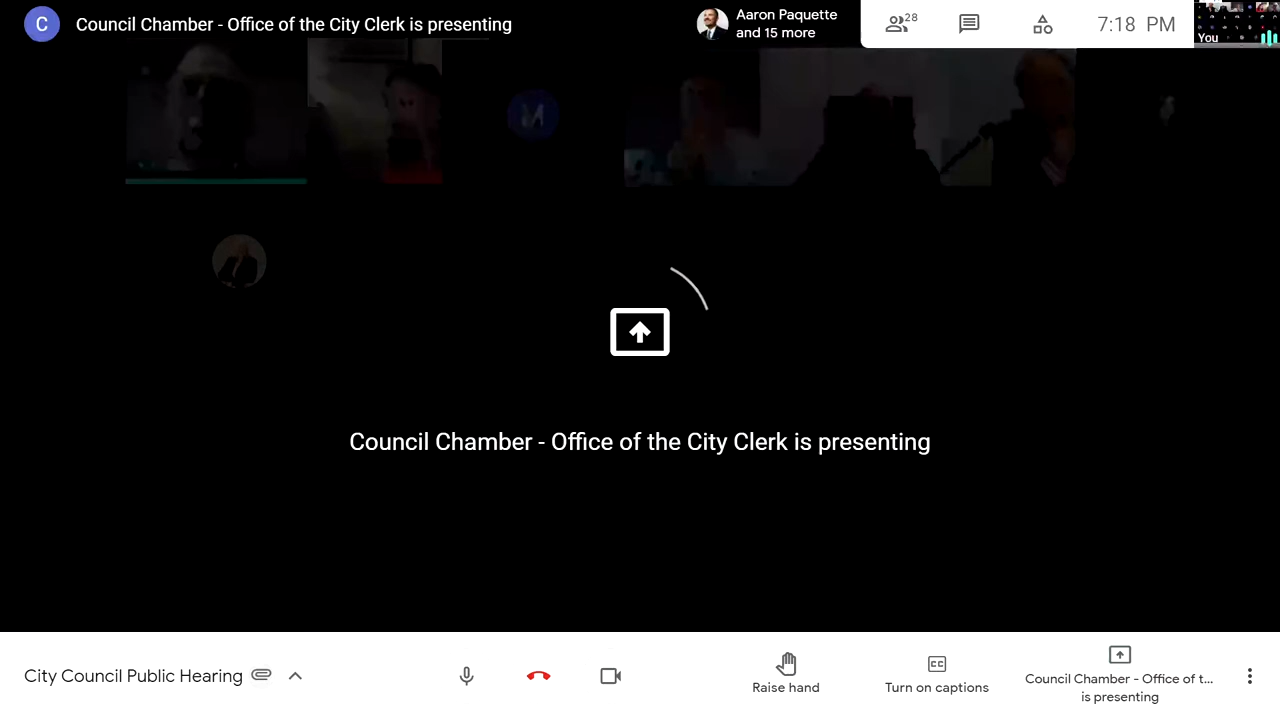 C
Council Chamber - Office of the City Clerk is presenting
Aaron Paquette
and 15 more
28
7:18 PM
You
Council Chamber - Office of the City Clerk is presenting
City Council Public Hearing
Raise hand
CC
Turn on captions
Council Chamber - Office of t...
is presenting